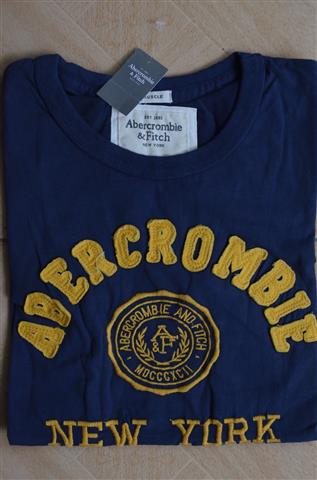 Abercrombie
& Fitch
MUSCLE
EST 1892
Abercrombie
& Fitch
NEW YORK
ABERCROMBIE
ABERCROMBIE AND FITCH
A&F
MDCCCXCII
NEW YORK